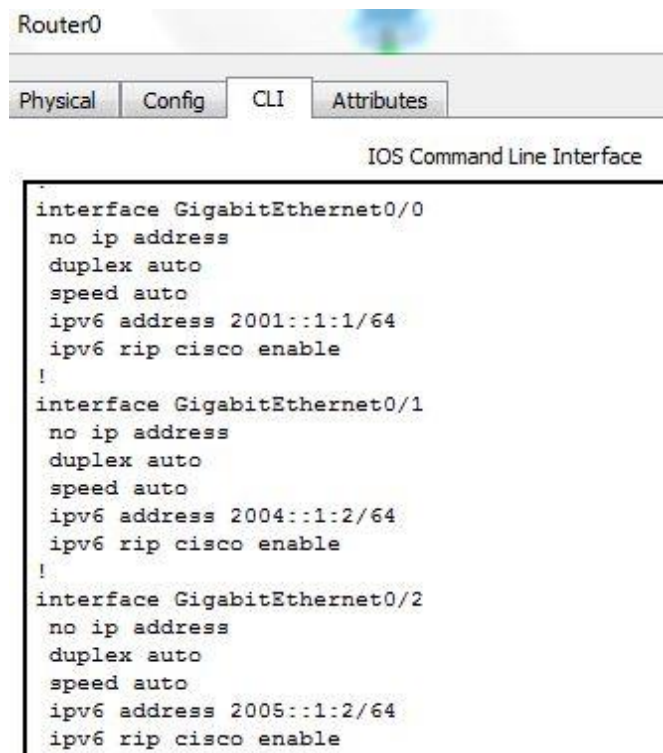 Router0
Physical Config CLI Attributes
IOS Command Line Interface
!
interface GigabitEthernet0/0
no ip address
duplex auto
speed auto
ipv6 address 2001::1:1/64
ipv6 rip cisco enable
!
interface GigabitEthernet0/1
no ip address
duplex auto
speed auto
ipv6 address 2004::1:2/64
ipv6 rip cisco enable
!
interface GigabitEthernet0/2
no ip address
duplex auto
speed auto
ipv6 address 2005::1:2/64
ipv6 rip cisco enable